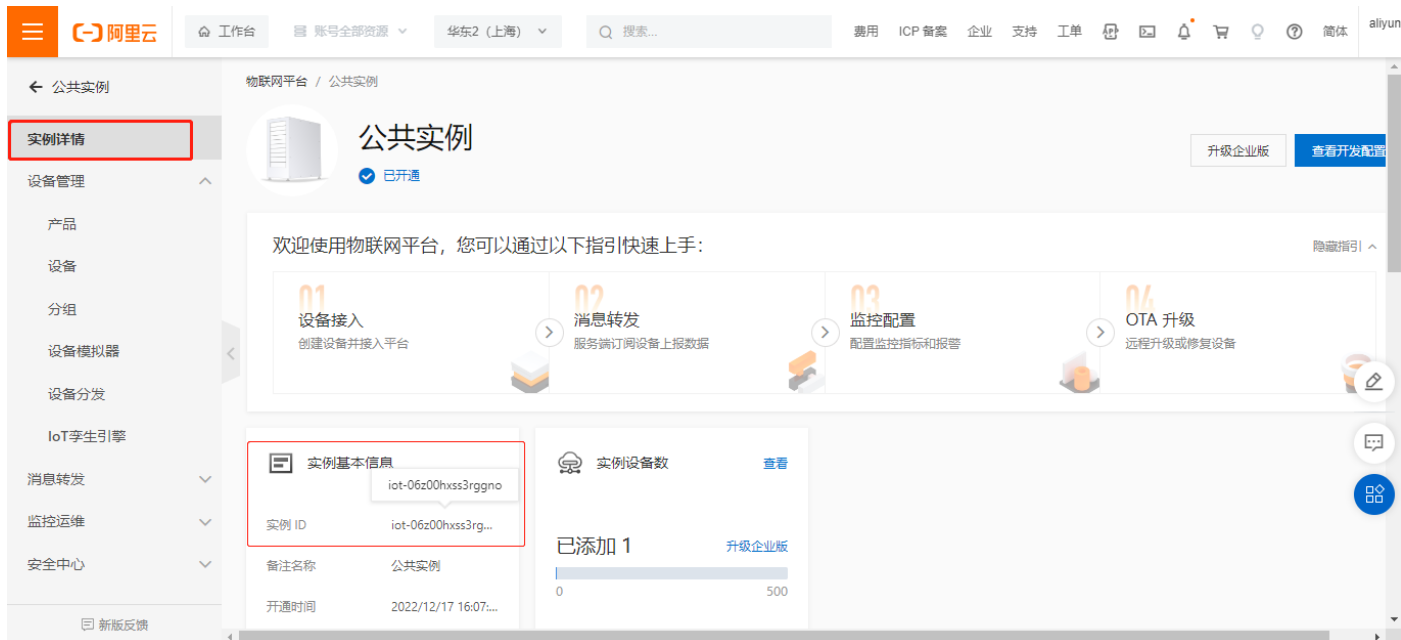 阿里云
工作台
账号全部资源
华东2（上海）
搜索...
费用
ICP 备案
企业
支持
工单
简体
aliyun
公共实例
实例详情
设备管理
产品
设备
分组
设备模拟器
设备分发
IoT孪生引擎
消息转发
监控运维
安全中心
新版反馈
物联网平台 / 公共实例
公共实例
已开通
升级企业版
查看开发配置
欢迎使用物联网平台，您可以通过以下指引快速上手：
隐藏指引
01
设备接入
创建设备并接入平台
02
消息转发
服务端订阅设备上报数据
03
监控配置
配置监控指标和报警
04
OTA 升级
远程升级或修复设备
实例基本信息
iot-06z00hxss3rggno
实例 ID
iot-06z00hxss3rg...
备注名称
公共实例
开通时间
2022/12/17 16:07:...
实例设备数
查看
已添加 1
升级企业版
0
500